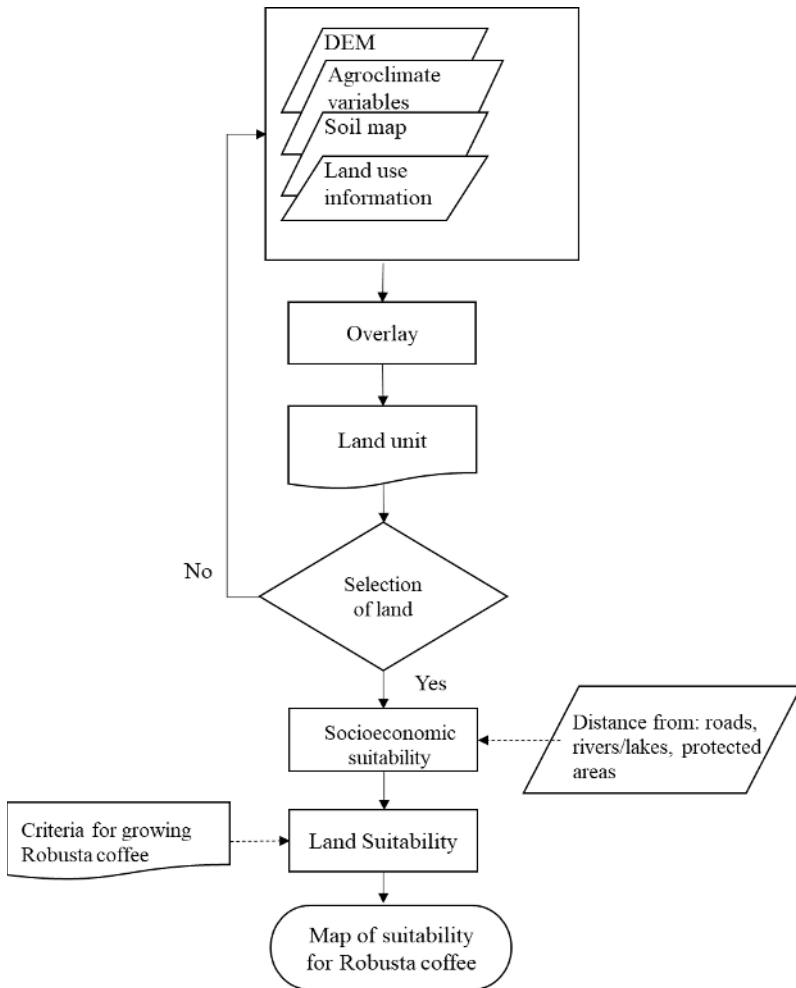 DEM
Agroclimate
variables
Soil map
Land use
information
Overlay
Land unit
Selection
of land
No
Yes
Socioeconomic
suitability
Distance from: roads,
rivers/lakes, protected
areas
Criteria for growing
Robusta coffee
Land Suitability
Map of suitability
for Robusta coffee